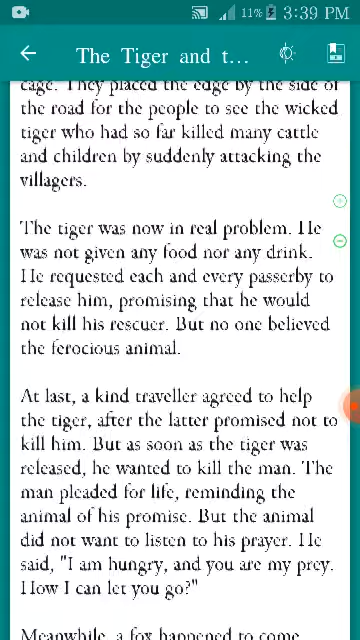 11% 3:39 PM
The Tiger and t...
cage. They placed the edge by the side of
the road for the people to see the wicked
tiger who had so far killed many cattle
and children by suddenly attacking the
villagers.
The tiger was now in real problem. He
was not given any food nor any drink.
He requested each and every passerby to
release him, promising that he would
not kill his rescuer. But no one believed
the ferocious animal.
At last, a kind traveller agreed to help
the tiger, after the latter promised not to
kill him. But as soon as the tiger was
released, he wanted to kill the man. The
man pleaded for life, reminding the
animal of his promise. But the animal
did not want to listen to his prayer. He
said, "I am hungry, and you are my prey.
How I can let you go?"
Meanwhile, a fox happened to come